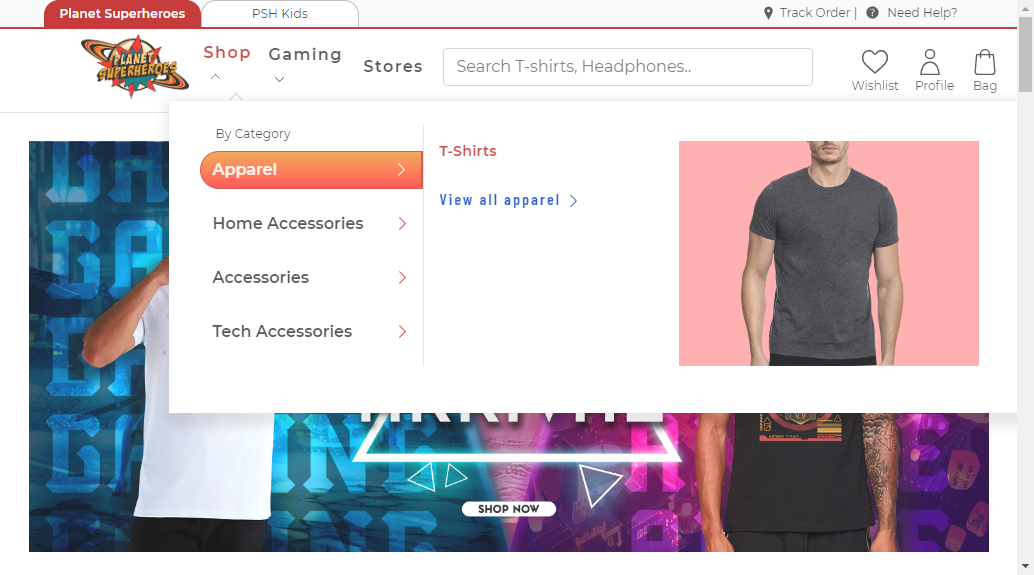 Planet Superheroes
PSH Kids
Track Order |
Need Help?
PLANET
SUPERHEROES
Shop
Gaming
Stores
Search T-shirts, Headphones..
Wishlist
Profile
Bag
By Category
Apparel
T-Shirts
View all apparel
Home Accessories
Accessories
Tech Accessories
SHOP NOW